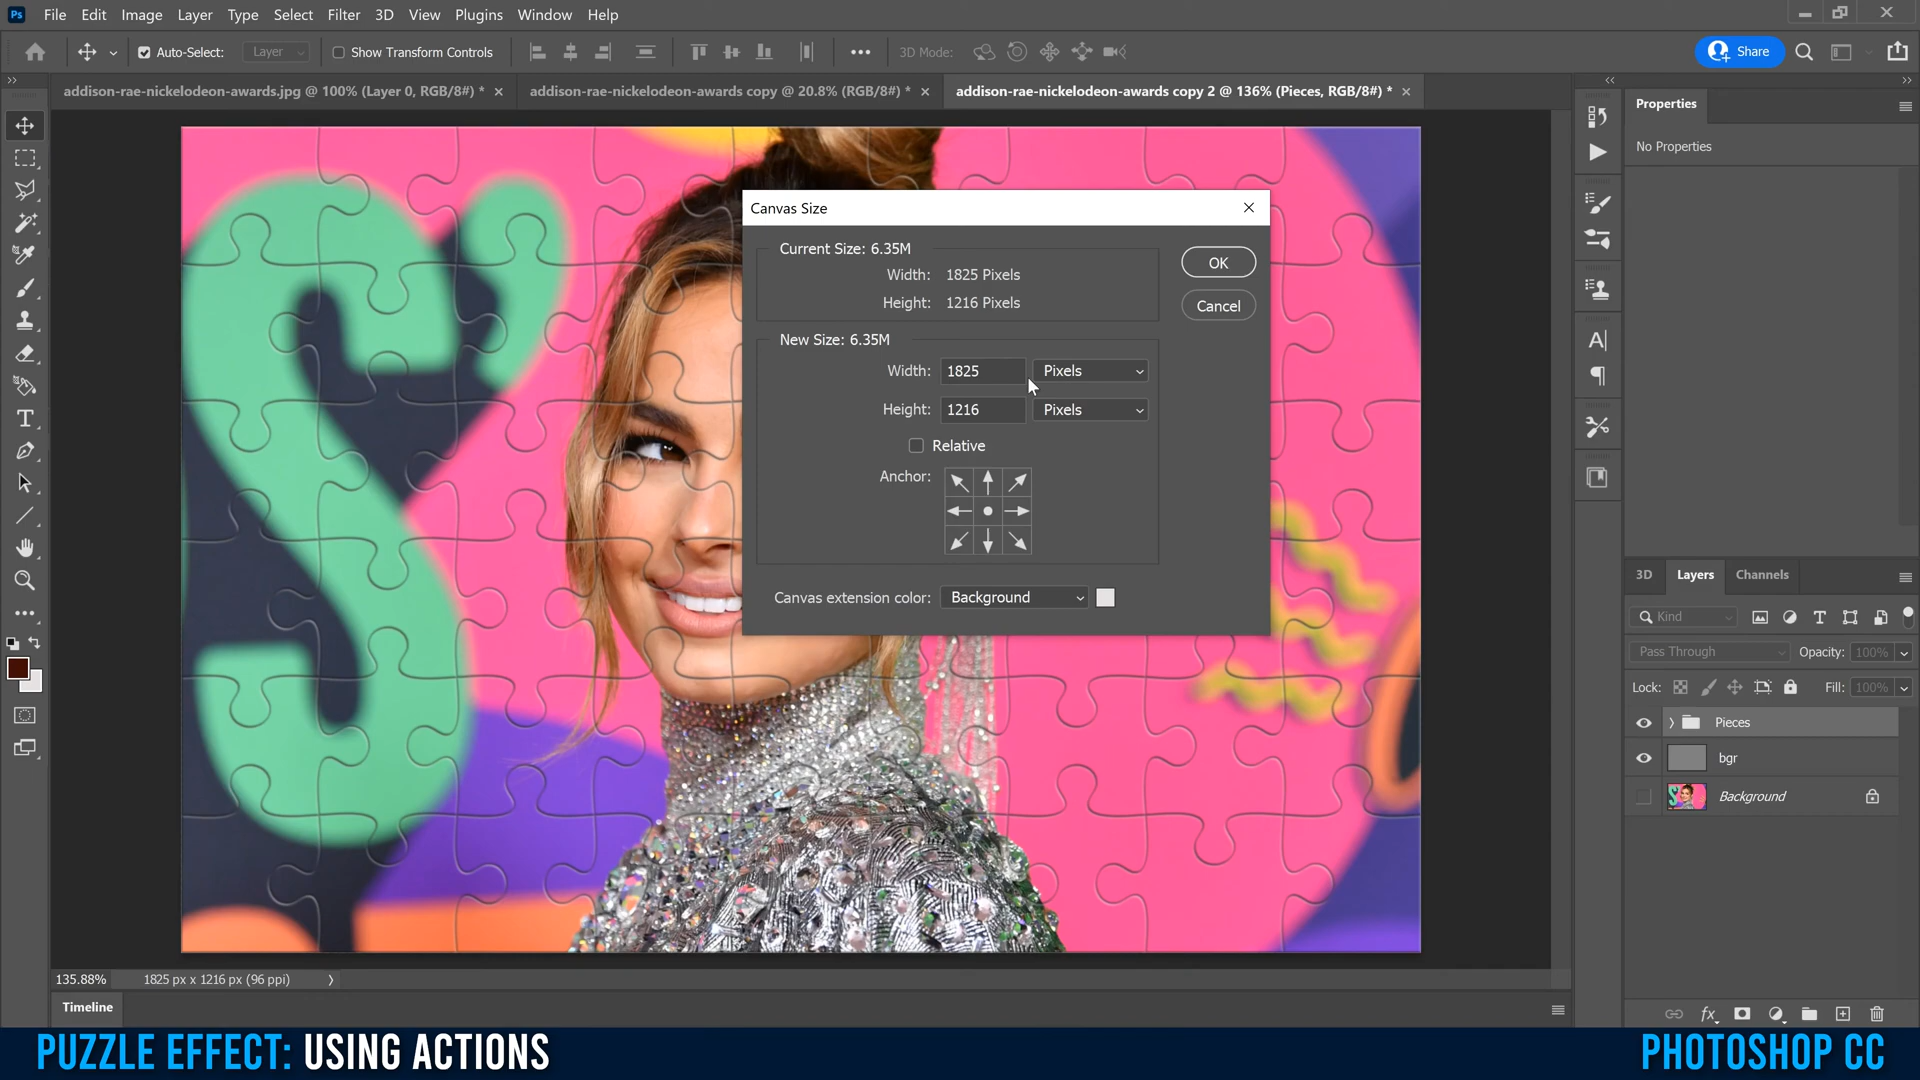 Ps File Edit Image Layer Type Select Filter 3D View Plugins Window Help
Auto-Select: Layer Show Transform Controls 3D Mode: Share
addison-rae-nickelodeon-awards.jpg @ 100% (Layer 0, RGB/8#) * addison-rae-nickelodeon-awards copy @ 20.8% (RGB/8#) * addison-rae-nickelodeon-awards copy 2 @ 136% (Pieces, RGB/8#) *
Properties
No Properties
Canvas Size
Current Size: 6.35M
Width: 1825 Pixels
Height: 1216 Pixels
OK
Cancel
New Size: 6.35M
Width: 1825 Pixels
Height: 1216 Pixels
Relative
Anchor:
Canvas extension color: Background
3D Layers Channels
Kind
Pass Through Opacity: 100%
Lock: Fill: 100%
Pieces
bgr
Background
135.88% 1825 px x 1216 px (96 ppi)
Timeline
PUZZLE EFFECT: USING ACTIONS
PHOTOSHOP CC